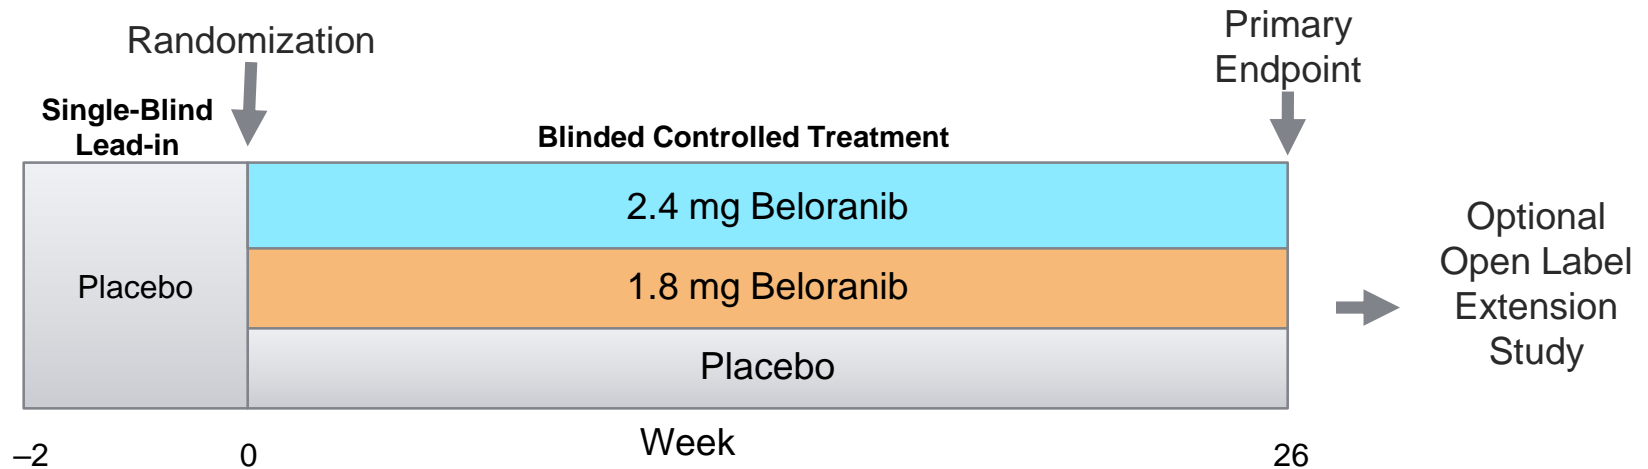 Randomization
Primary
Endpoint
Single-Blind
Lead-in
Blinded Controlled Treatment
Placebo
2.4 mg Beloranib
1.8 mg Beloranib
Placebo
Optional
Open Label
Extension
Study
–2
0
Week
26